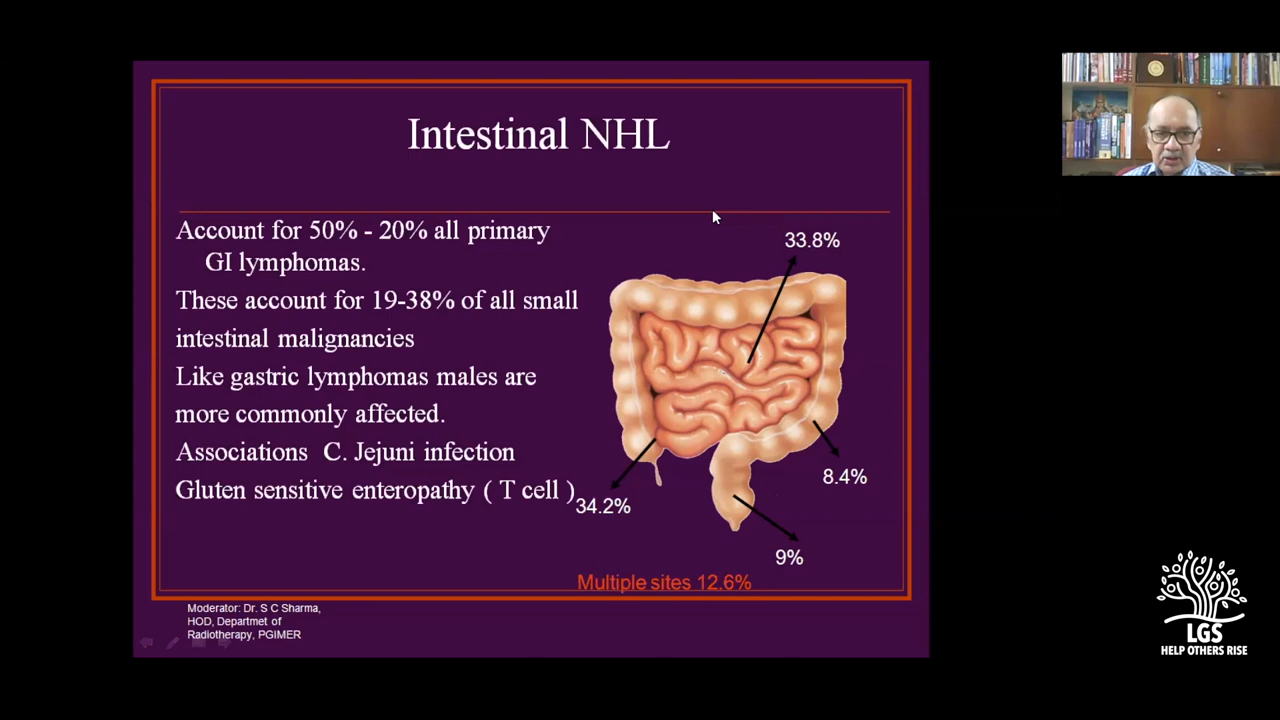 Intestinal NHL
Account for 50% - 20% all primary
GI lymphomas.
These account for 19-38% of all small
intestinal malignancies
Like gastric lymphomas males are
more commonly affected.
Associations C. Jejuni infection
Gluten sensitive enteropathy ( T cell )
33.8%
8.4%
34.2%
9%
Multiple sites 12.6%
Moderator: Dr. S C Sharma,
HOD, Departmet of
Radiotherapy, PGIMER
LGS
HELP OTHERS RISE